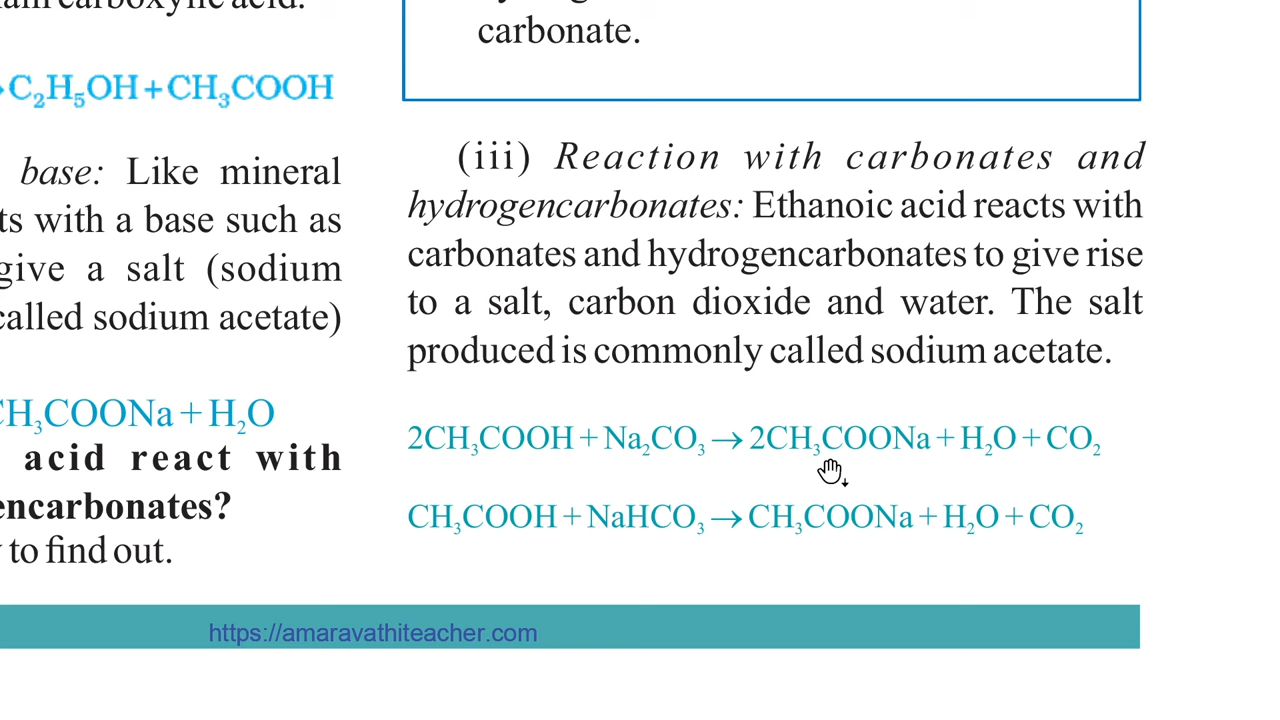 carboxylic acid.
C₂H₅OH + CH₃COOH
base: Like mineral
with a base such as
give a salt (sodium
called sodium acetate)
CH₃COONa + H₂O
acid react with
to find out.
carbonate.
(iii) Reaction with carbonates and
hydrogencarbonates: Ethanoic acid reacts with
carbonates and hydrogencarbonates to give rise
to a salt, carbon dioxide and water. The salt
produced is commonly called sodium acetate.
2CH₃COOH + Na₂CO₃ → 2CH₃COONa + H₂O + CO₂
CH₃COOH + NaHCO₃ → CH₃COONa + H₂O + CO₂
https://amaravathiteacher.com